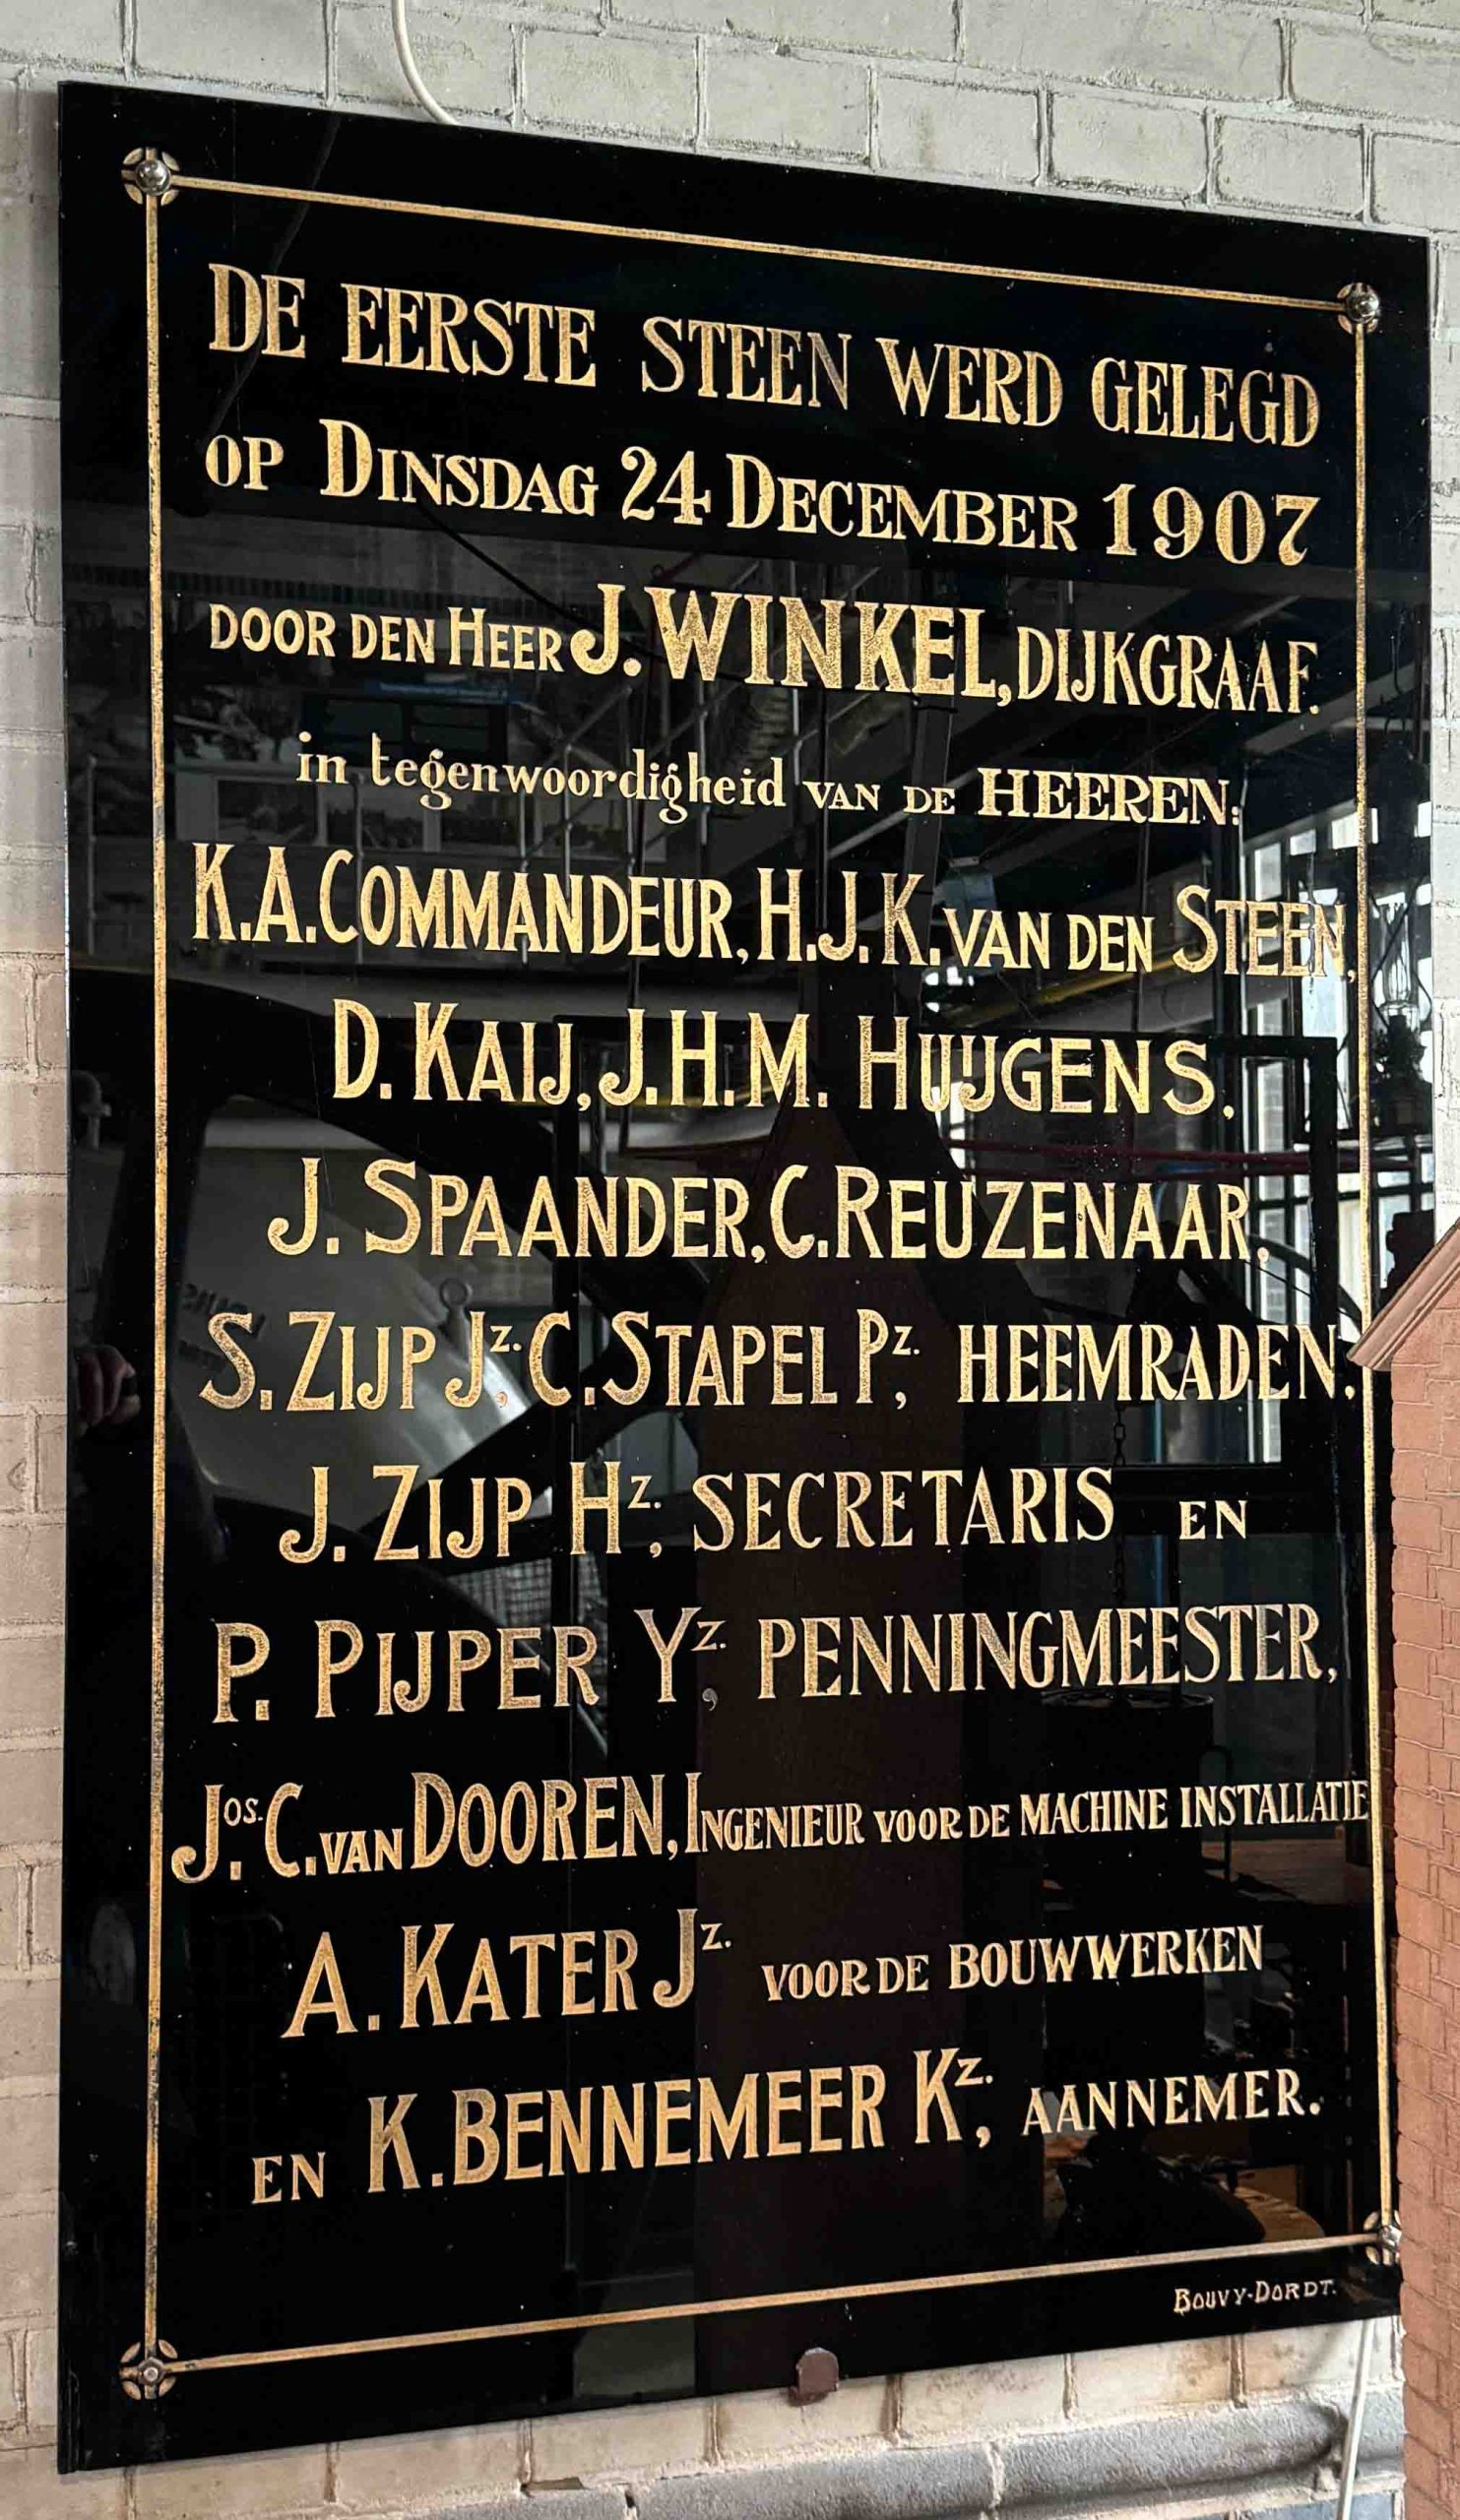 DE EERSTE STEEN WERD GELEGD
OP DINSDAG 24 DECEMBER 1907
DOOR DEN HEER J. WINKEL, DIJKGRAAF.
in tegenwoordigheid VAN DE HEEREN:
K.A. COMMANDEUR, H.J.K. VAN DEN STEEN,
D. KAIJ, J.H.M. HUIJGENS,
J. SPAANDER, C. REUZENAAR,
S. ZIJP Jz., C. STAPEL Pz., HEEMRADEN,
J. ZIJP Hz., SECRETARIS EN
P. PIJPER Yz., PENNINGMEESTER,
Jos. C. VAN DOOREN, INGENIEUR VOOR DE MACHINE INSTALLATIE
A. KATER Jz. VOOR DE BOUWWERKEN
EN K. BENNEMEER Kz., AANNEMER.
BOUVY-DORDT.